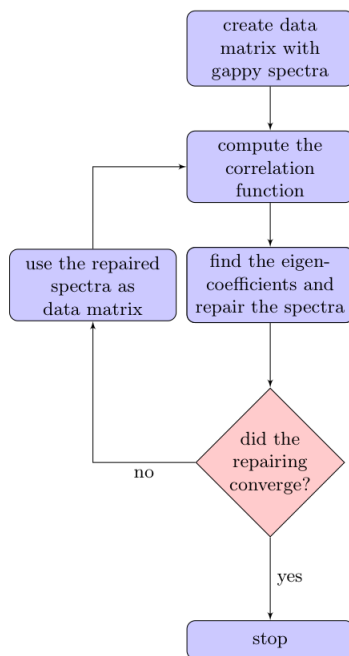 create data
matrix with
gappy spectra
compute the
correlation
function
use the repaired
spectra as
data matrix
find the eigen-
coefficients and
repair the spectra
did the
repairing
converge?
no
yes
stop